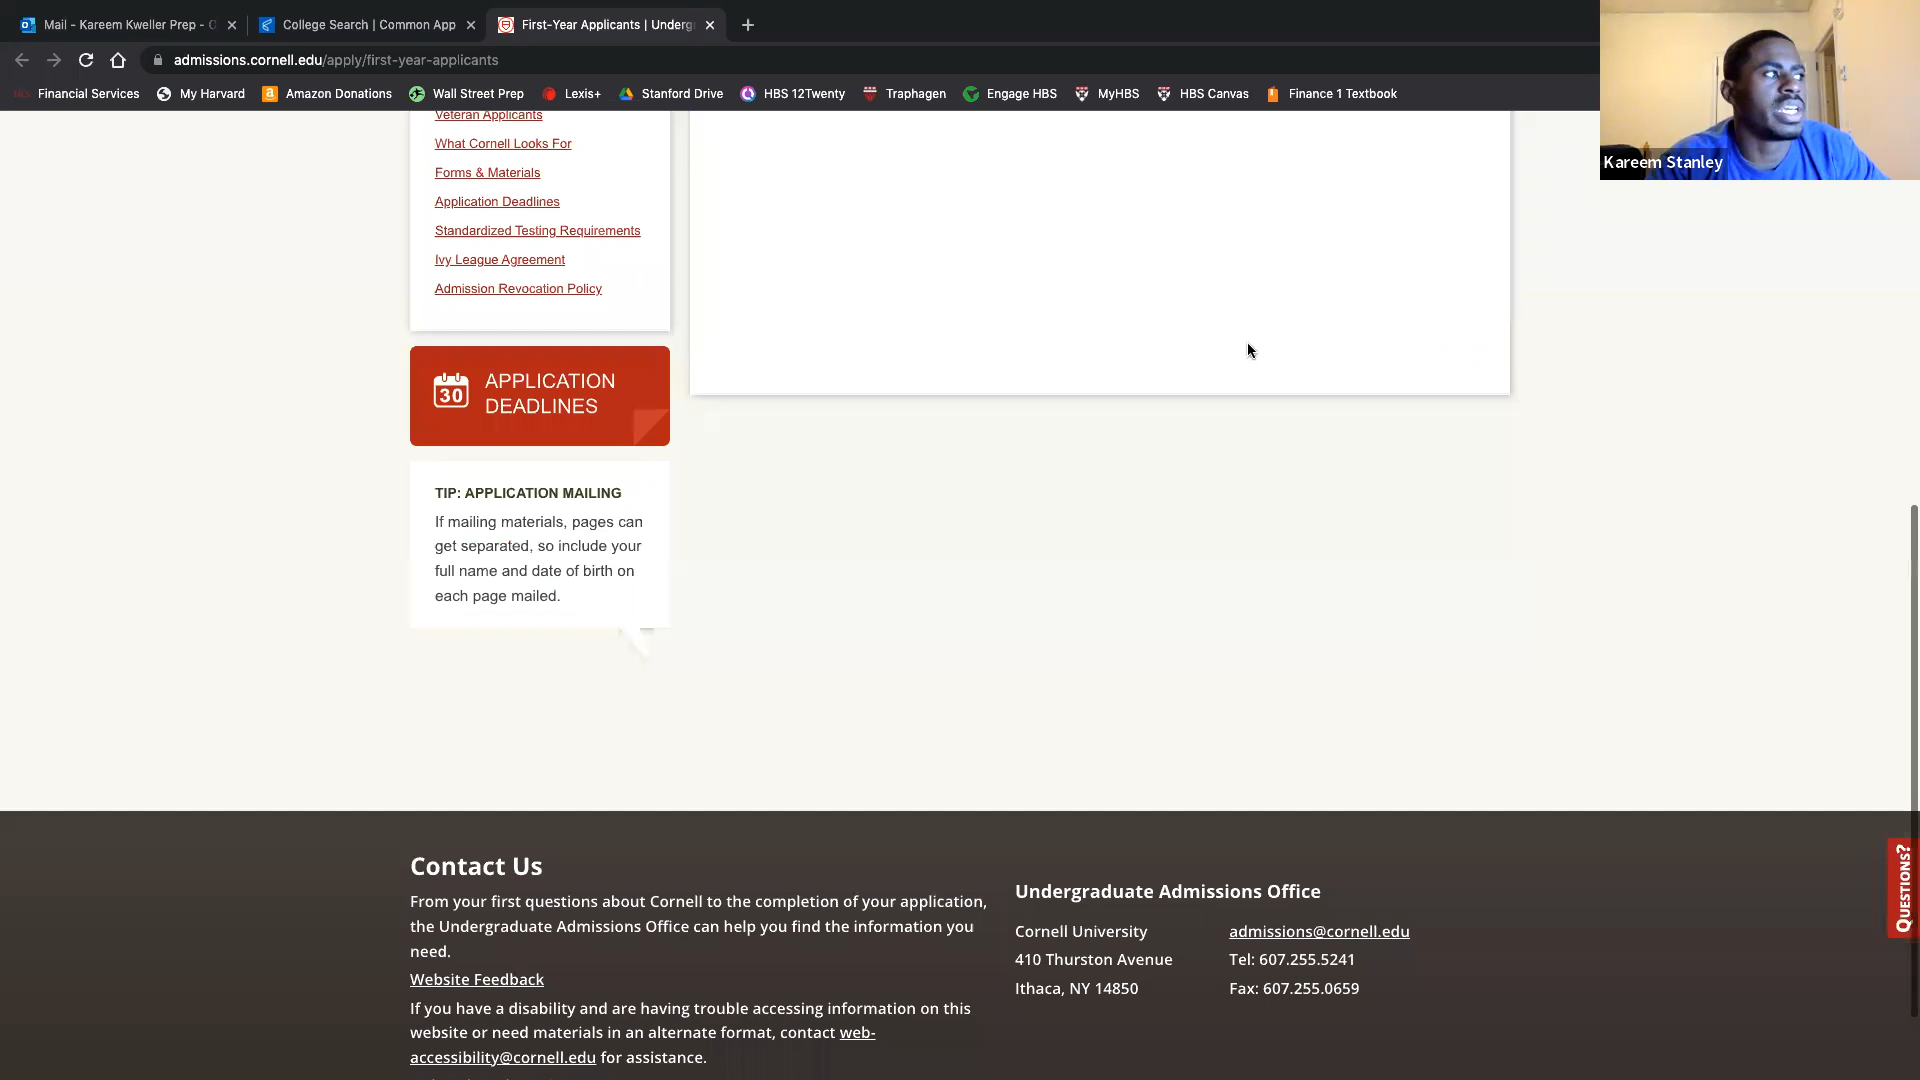 Mail - Kareem Kweller Prep -
College Search | Common App
First-Year Applicants | Underg
admissions.cornell.edu/apply/first-year-applicants
Financial Services
My Harvard
Amazon Donations
Wall Street Prep
Lexis+
Stanford Drive
HBS 12Twenty
Traphagen
Engage HBS
MyHBS
HBS Canvas
Finance 1 Textbook
Kareem Stanley
Veteran Applicants
What Cornell Looks For
Forms & Materials
Application Deadlines
Standardized Testing Requirements
Ivy League Agreement
Admission Revocation Policy
30
APPLICATION
DEADLINES
TIP: APPLICATION MAILING
If mailing materials, pages can
get separated, so include your
full name and date of birth on
each page mailed.
QUESTIONS?
Contact Us
From your first questions about Cornell to the completion of your application,
the Undergraduate Admissions Office can help you find the information you
need.
Website Feedback
If you have a disability and are having trouble accessing information on this
website or need materials in an alternate format, contact web-
accessibility@cornell.edu for assistance.
Undergraduate Admissions Office
Cornell University
410 Thurston Avenue
Ithaca, NY 14850
admissions@cornell.edu
Tel: 607.255.5241
Fax: 607.255.0659